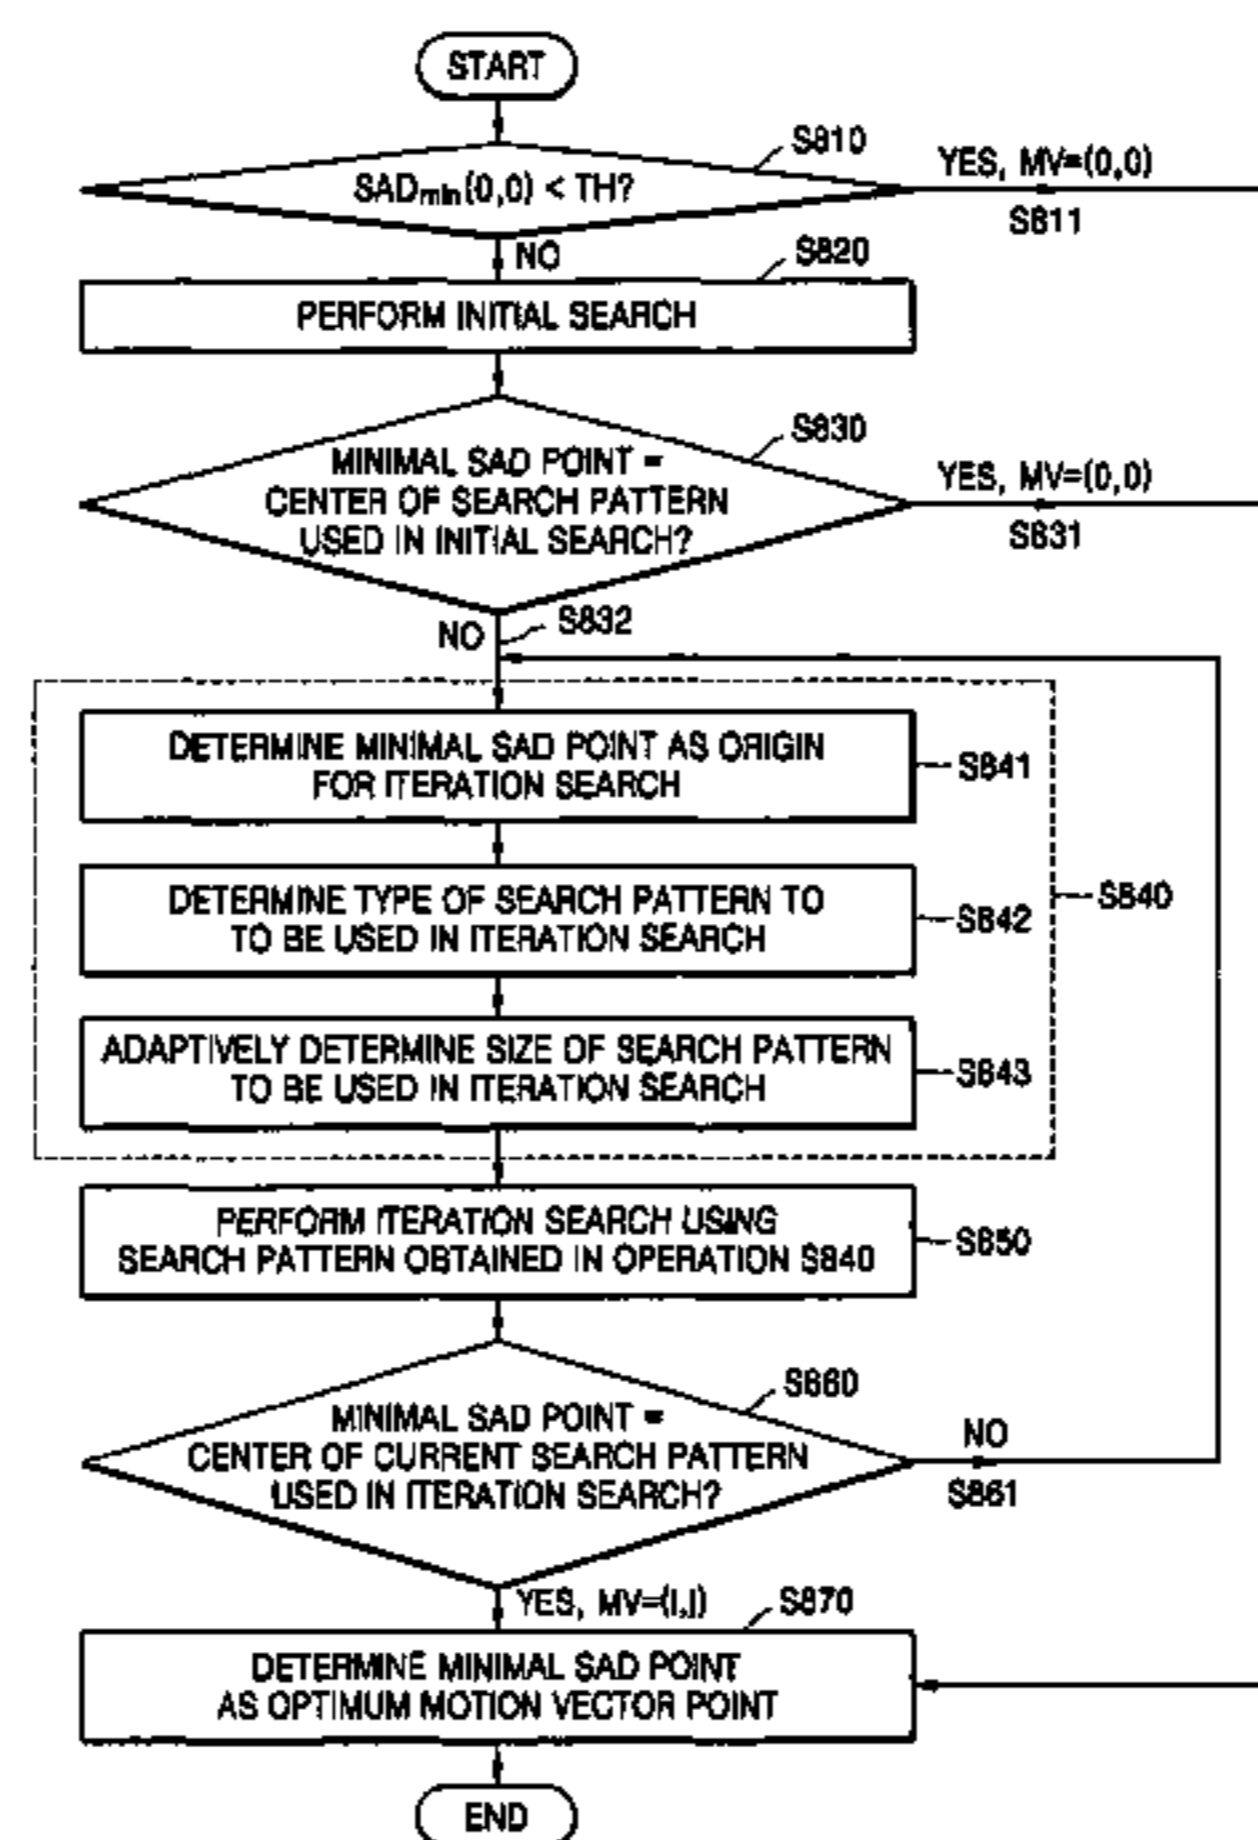 START
S810
SADmin(0,0) < TH?
YES, MV=(0,0)
S811
NO
S820
PERFORM INITIAL SEARCH
S830
MINIMAL SAD POINT =
CENTER OF SEARCH PATTERN
USED IN INITIAL SEARCH?
YES, MV=(0,0)
S831
NO
S832
DETERMINE MINIMAL SAD POINT AS ORIGIN
FOR ITERATION SEARCH
S841
DETERMINE TYPE OF SEARCH PATTERN TO
TO BE USED IN ITERATION SEARCH
S842
S840
ADAPTIVELY DETERMINE SIZE OF SEARCH PATTERN
TO BE USED IN ITERATION SEARCH
S843
PERFORM ITERATION SEARCH USING
SEARCH PATTERN OBTAINED IN OPERATION S840
S850
S860
MINIMAL SAD POINT =
CENTER OF CURRENT SEARCH PATTERN
USED IN ITERATION SEARCH?
NO
S861
YES, MV=(I,J)
S870
DETERMINE MINIMAL SAD POINT
AS OPTIMUM MOTION VECTOR POINT
END